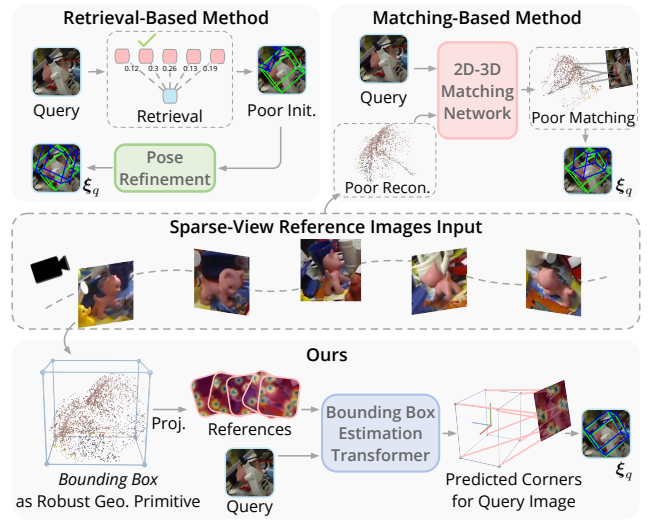 Retrieval-Based Method
0.12 0.3 0.26 0.13 0.19
Query
Retrieval
Poor Init.
Pose
Refinement
ξq
Matching-Based Method
Query
2D-3D
Matching
Network
Poor Matching
Poor Recon.
ξq
Sparse-View Reference Images Input
Ours
Proj.
References
Bounding Box
Estimation
Transformer
Bounding Box
as Robust Geo. Primitive
Query
Predicted Corners
for Query Image
ξq